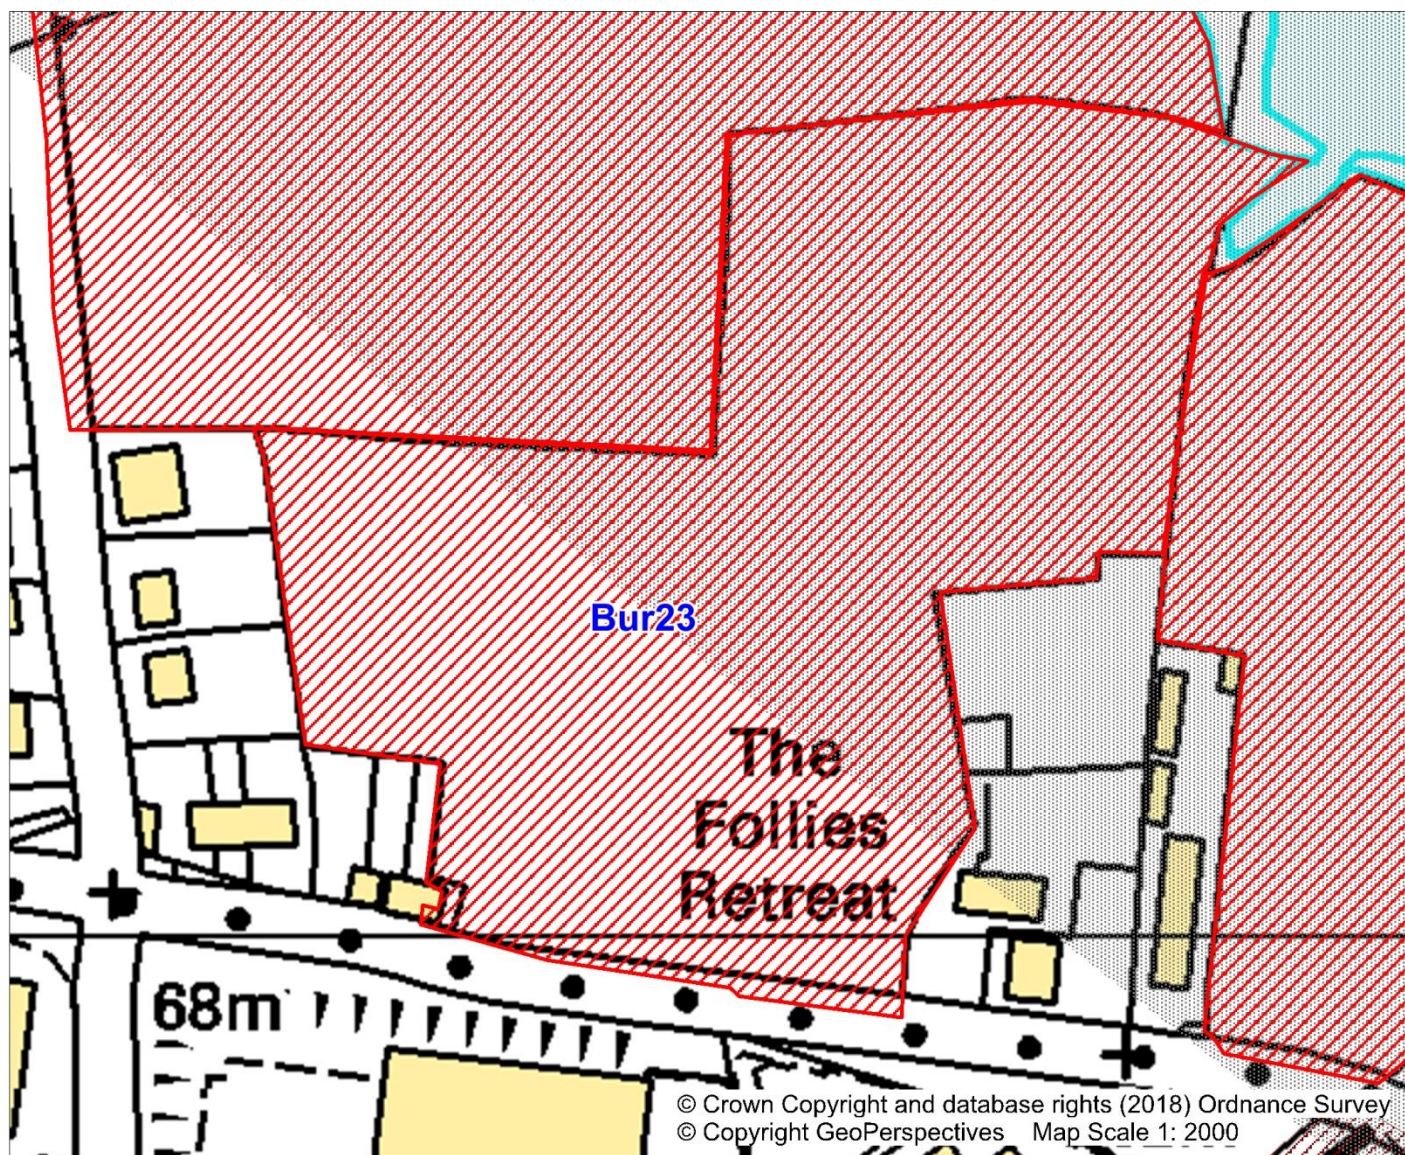 Bur23
The
Follies
Retreat
68m
© Crown Copyright and database rights (2018) Ordnance Survey
© Copyright GeoPerspectives Map Scale 1: 2000